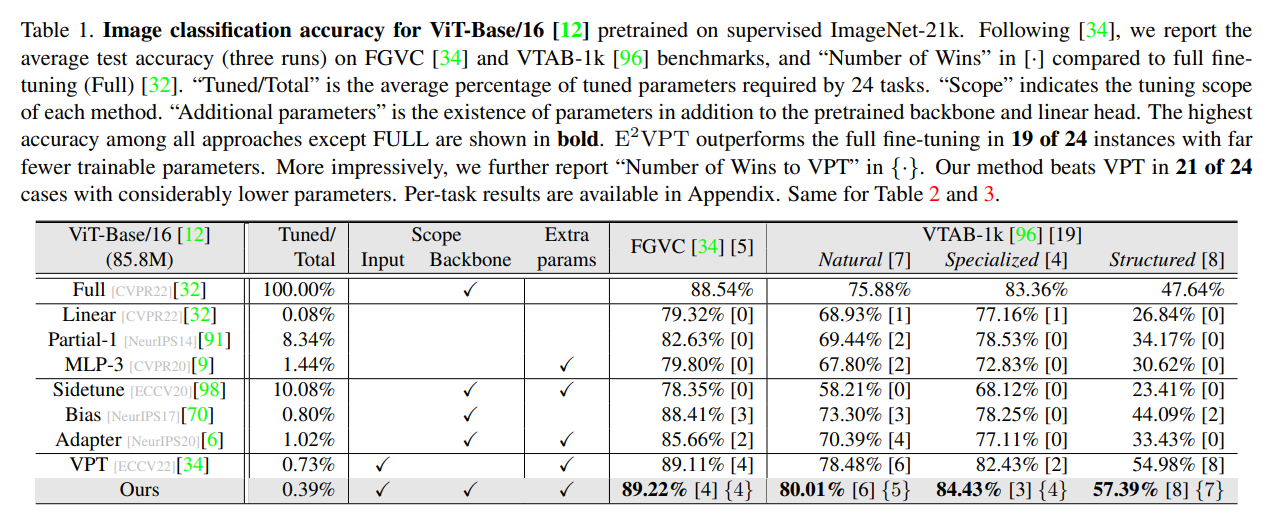 Table 1. Image classification accuracy for ViT-Base/16 [12] pretrained on supervised ImageNet-21k. Following [34], we report the
average test accuracy (three runs) on FGVC [34] and VTAB-1k [96] benchmarks, and “Number of Wins” in [·] compared to full fine-
tuning (Full) [32]. “Tuned/Total” is the average percentage of tuned parameters required by 24 tasks. “Scope” indicates the tuning scope
of each method. “Additional parameters” is the existence of parameters in addition to the pretrained backbone and linear head. The highest
accuracy among all approaches except FULL are shown in bold. E²VPT outperforms the full fine-tuning in 19 of 24 instances with far
fewer trainable parameters. More impressively, we further report “Number of Wins to VPT” in {·}. Our method beats VPT in 21 of 24
cases with considerably lower parameters. Per-task results are available in Appendix. Same for Table 2 and 3.
ViT-Base/16 [12] Tuned/ Scope Extra FGVC [34] [5] VTAB-1k [96] [19]
(85.8M) Total Input Backbone params Natural [7] Specialized [4] Structured [8]
Full [CVPR22][32] 100.00% ✓ 88.54% 75.88% 83.36% 47.64%
Linear [CVPR22][32] 0.08% 79.32% [0] 68.93% [1] 77.16% [1] 26.84% [0]
Partial-1 [NeurIPS14][91] 8.34% 82.63% [0] 69.44% [2] 78.53% [0] 34.17% [0]
MLP-3 [CVPR20][9] 1.44% ✓ 79.80% [0] 67.80% [2] 72.83% [0] 30.62% [0]
Sidetune [ECCV20][98] 10.08% ✓ ✓ 78.35% [0] 58.21% [0] 68.12% [0] 23.41% [0]
Bias [NeurIPS17][70] 0.80% ✓ 88.41% [3] 73.30% [3] 78.25% [0] 44.09% [2]
Adapter [NeurIPS20][6] 1.02% ✓ ✓ 85.66% [2] 70.39% [4] 77.11% [0] 33.43% [0]
VPT [ECCV22][34] 0.73% ✓ ✓ 89.11% [4] 78.48% [6] 82.43% [2] 54.98% [8]
Ours 0.39% ✓ ✓ ✓ 89.22% [4] {4} 80.01% [6] {5} 84.43% [3] {4} 57.39% [8] {7}